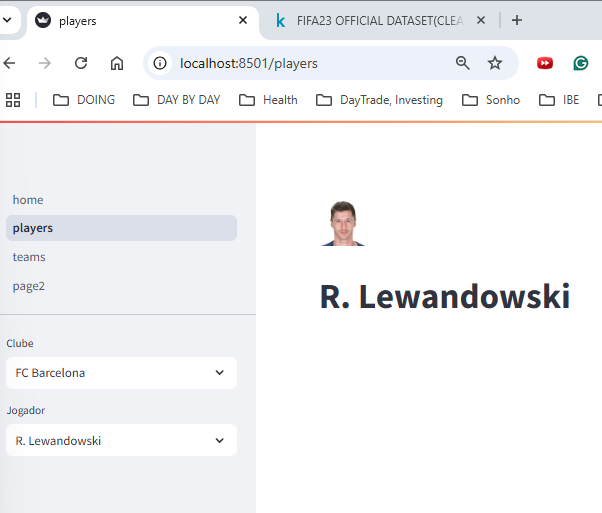 players
FIFA23 OFFICIAL DATASET(CLEA
localhost:8501/players
DOING
DAY BY DAY
Health
DayTrade, Investing
Sonho
IBE
home
players
teams
page2
Clube
FC Barcelona
Jogador
R. Lewandowski
R. Lewandowski